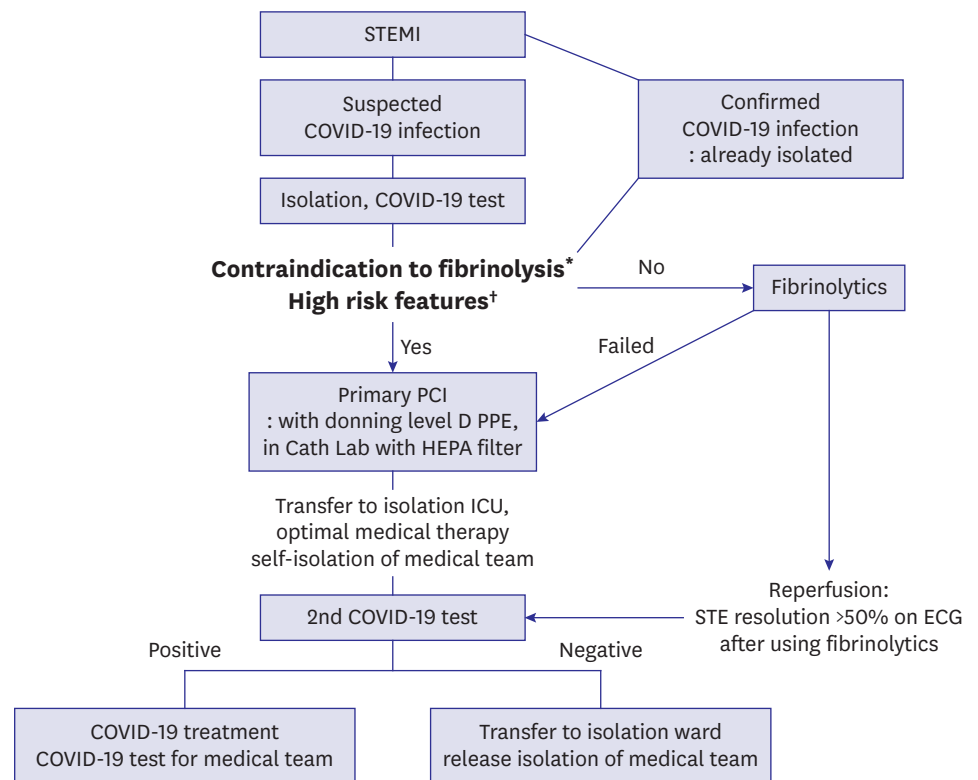 STEMI
Suspected
COVID-19 infection
Confirmed
COVID-19 infection
: already isolated
Isolation, COVID-19 test
Contraindication to fibrinolysis*
High risk features†
No
Fibrinolytics
Yes
Failed
Primary PCI
: with donning level D PPE,
in Cath Lab with HEPA filter
Transfer to isolation ICU,
optimal medical therapy
self-isolation of medical team
Reperfusion:
STE resolution >50% on ECG
after using fibrinolytics
2nd COVID-19 test
Positive
Negative
COVID-19 treatment
COVID-19 test for medical team
Transfer to isolation ward
release isolation of medical team